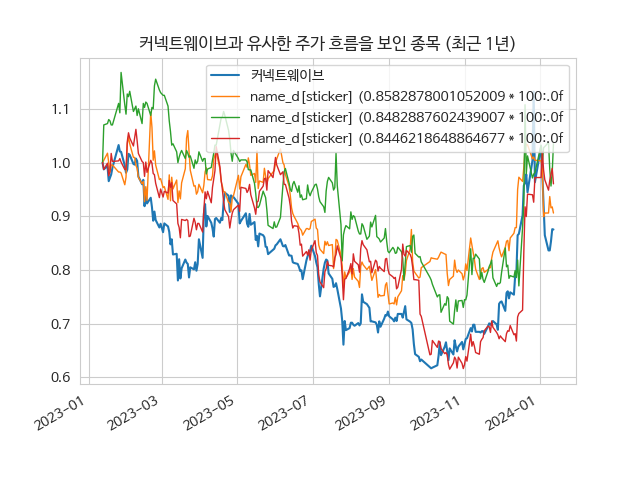 커넥트웨이브과 유사한 주가 흐름을 보인 종목 (최근 1년)
커넥트웨이브
name_d[sticker] (0.8582878001052009 * 100:.0f
name_d[sticker] (0.8482887602439007 * 100:.0f
name_d[sticker] (0.8446218648864677 * 100:.0f
1.1
1.0
0.9
0.8
0.7
0.6
2023-01
2023-03
2023-05
2023-07
2023-09
2023-11
2024-01